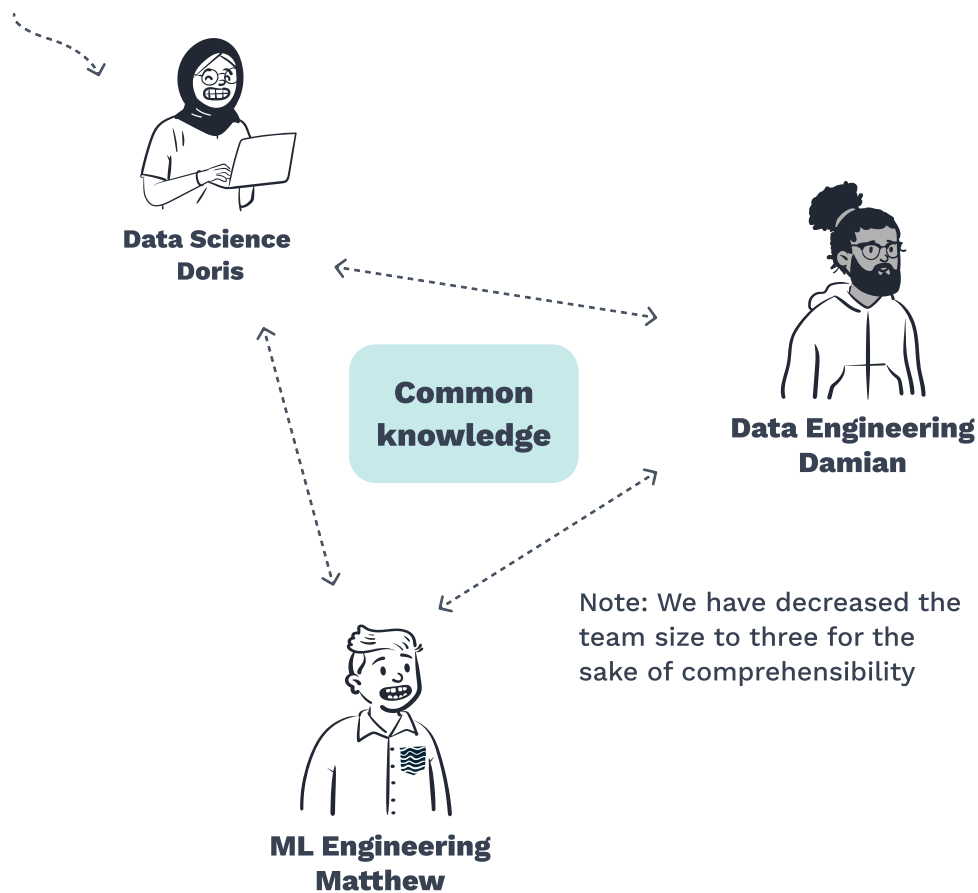 Data Science
Doris
Common
knowledge
Data Engineering
Damian
Note: We have decreased the
team size to three for the
sake of comprehensibility
ML Engineering
Matthew